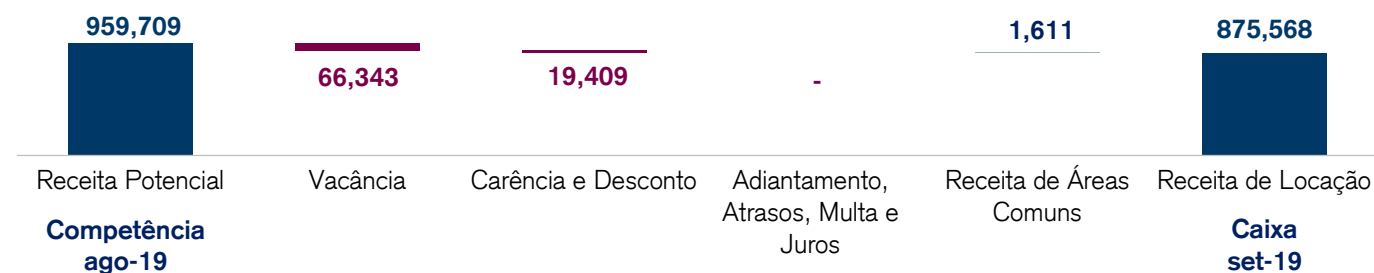 959,709
66,343
19,409
-
1,611
875,568
Receita Potencial
Vacância
Carência e Desconto
Adiantamento,
Atrasos, Multa e
Juros
Receita de Áreas
Comuns
Receita de Locação
Competência
ago-19
Caixa
set-19